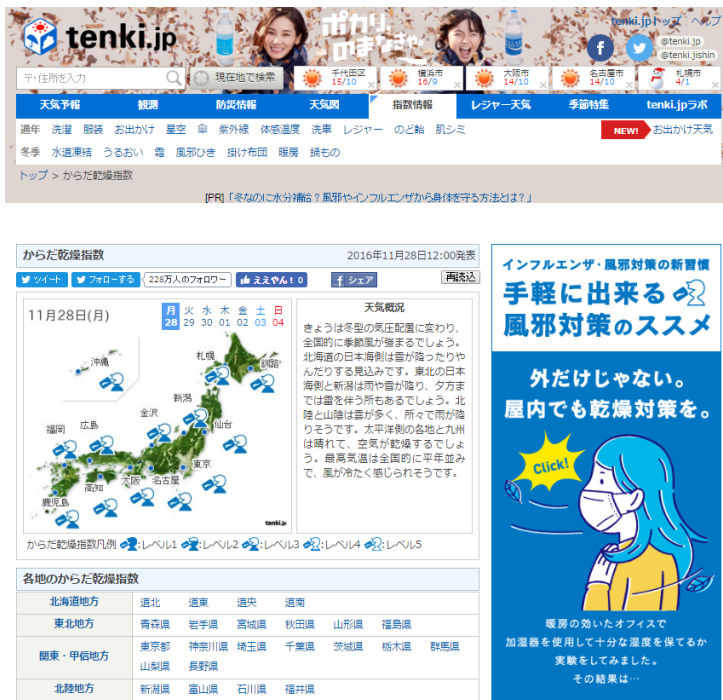 tenki.jp
ポカリ、
のまなきゃ。
tenki.jpトップ ヘルプ
@tenki.jp
@tenki.jishin
〒・住所を入力
現在地で検索
千代田区
15/10
横浜市
16/9
大阪市
14/10
名古屋市
14/10
札幌市
4/1
天気予報 観測 防災情報 天気図 指数情報 レジャー天気 季節特集 tenki.jpラボ
通年 洗濯 服装 お出かけ 星空 傘 紫外線 体感温度 洗車 レジャー のど飴 肌シミ
NEW! お出かけ天気
冬季 水道凍結 うるおい 霜 風邪ひき 掛け布団 暖房 鍋もの
トップ > からだ乾燥指数
[PR]「冬なのに水分補給？風邪やインフルエンザから身体を守る方法とは？」
からだ乾燥指数 2016年11月28日12:00発表
ツイート フォローする 228万人のフォロワー ええやん！0 シェア 再読込
11月28日(月)
月 火 水 木 金 土 日
28 29 30 01 02 03 04
沖縄
札幌
釧路
新潟
金沢
仙台
福岡
広島
東京
大阪
名古屋
高知
鹿児島
tenki.jp
天気概況
きょうは冬型の気圧配置に変わり、
全国的に季節風が強まるでしょう。
北海道の日本海側は雪が降ったりや
んだりする見込みです。東北の日本
海側と新潟は雨や雪が降り、夕方ま
では雷を伴う所もあるでしょう。北
陸と山陰は雲が多く、所々で雨が降
りそうです。太平洋側の各地と九州
は晴れて、空気が乾燥するでしょ
う。最高気温は全国的に平年並み
で、風が冷たく感じられそうです。
からだ乾燥指数凡例 :レベル1 :レベル2 :レベル3 :レベル4 :レベル5
各地のからだ乾燥指数
北海道地方 道北 道東 道央 道南
東北地方 青森県 岩手県 宮城県 秋田県 山形県 福島県
関東・甲信地方 東京都 神奈川県 埼玉県 千葉県 茨城県 栃木県 群馬県
山梨県 長野県
北陸地方 新潟県 富山県 石川県 福井県
インフルエンザ・風邪対策の新習慣
手軽に出来る
風邪対策のススメ
外だけじゃない。
屋内でも乾燥対策を。
Click!
暖房の効いたオフィスで
加湿器を使用して十分な湿度を保てるか
実験をしてみました。
その結果は…